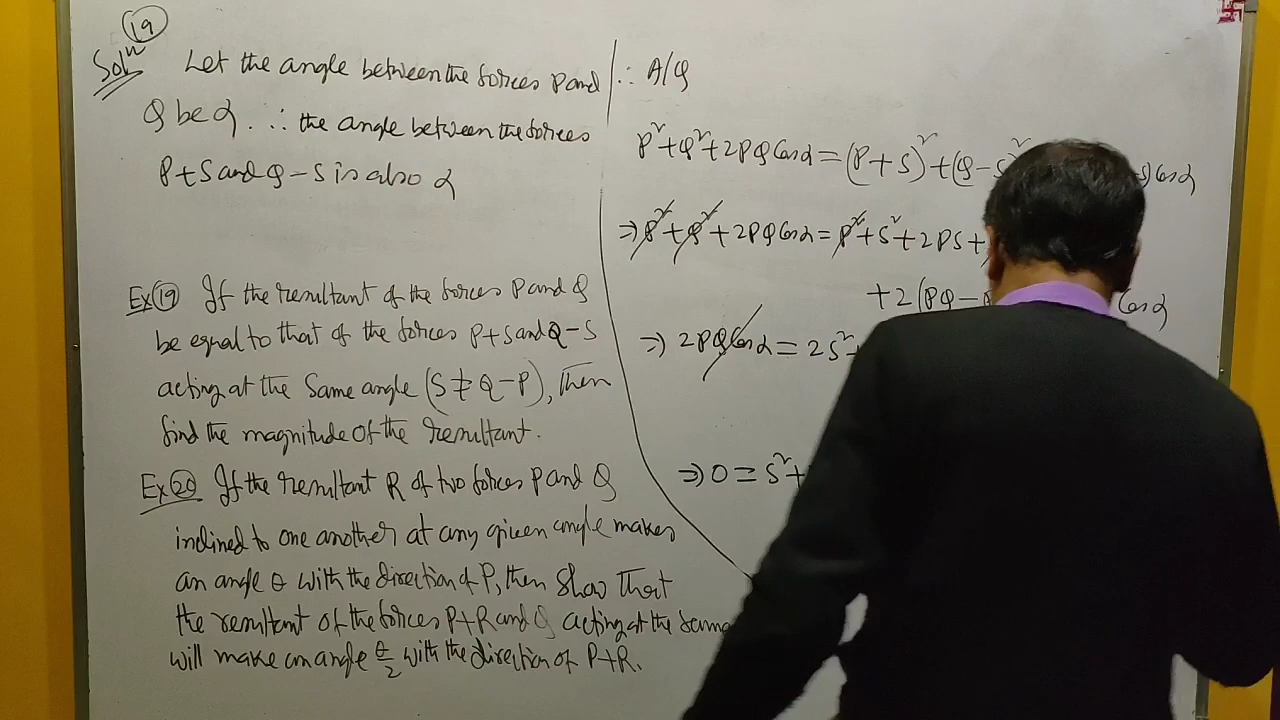 19
Solⁿ Let the angle between the forces P and
Q be α. ∴ the angle between the forces
P+S and Q-S is also α
Ex 19 If the resultant of the forces P and Q
be equal to that of the forces P+S and Q-S
acting at the same angle (S≠Q-P), then
find the magnitude of the resultant.
Ex 20 If the resultant R of two forces P and Q
inclined to one another at any given angle makes
an angle θ with the direction of P, then show that
the resultant of the forces P+R and Q acting at the same
will make an angle θ/2 with the direction of P+R.
∴ A/Q
P²+Q²+2PQ Cosα = (P+S)²+(Q-S)² Cosα
⇒ P²+Q²+2PQ Cosα = P²+S²+2PS+
+2(PQ- Cosα
⇒ 2PQ Cosα = 2S²+
⇒ 0 = S²+